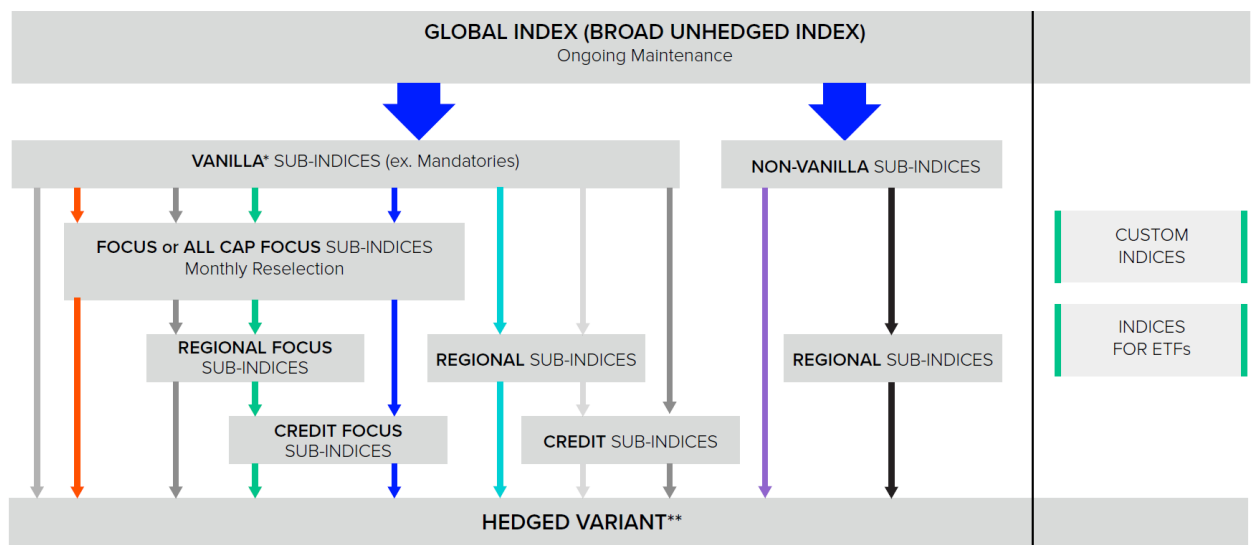 GLOBAL INDEX (BROAD UNHEDGED INDEX)
Ongoing Maintenance
VANILLA* SUB-INDICES (ex. Mandatories)
NON-VANILLA SUB-INDICES
FOCUS or ALL CAP FOCUS SUB-INDICES
Monthly Reselection
CUSTOM
INDICES
INDICES
FOR ETFs
REGIONAL FOCUS
SUB-INDICES
REGIONAL SUB-INDICES
REGIONAL SUB-INDICES
CREDIT FOCUS
SUB-INDICES
CREDIT SUB-INDICES
HEDGED VARIANT**